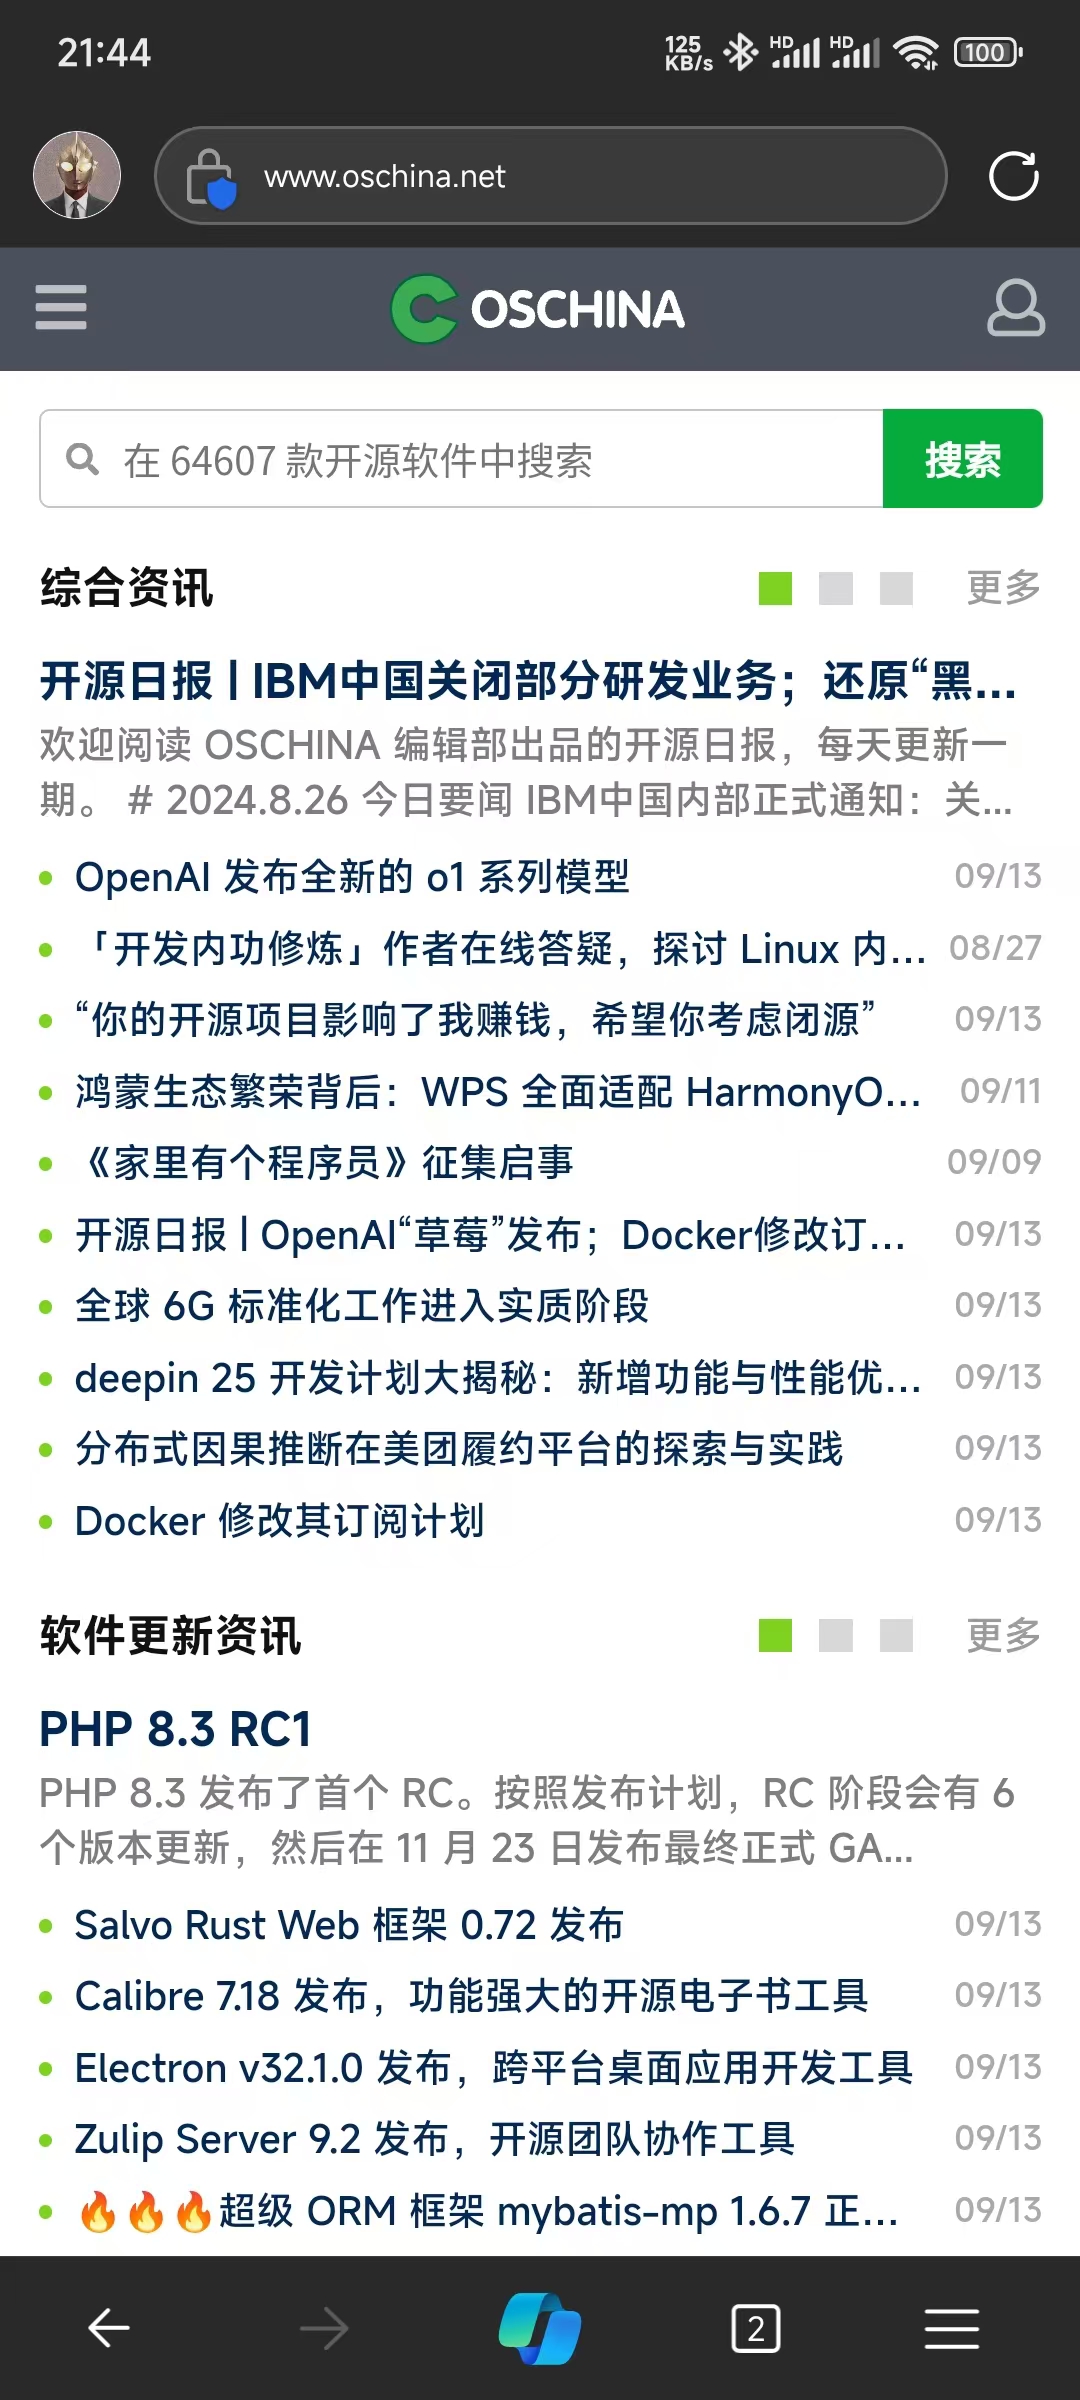 21:44
125 KB/s HD HD 100
www.oschina.net
OSCHINA
在 64607 款开源软件中搜索 搜索
综合资讯 更多
开源日报 | IBM中国关闭部分研发业务；还原“黑...
欢迎阅读 OSCHINA 编辑部出品的开源日报，每天更新一
期。 # 2024.8.26 今日要闻 IBM中国内部正式通知：关...
OpenAI 发布全新的 o1 系列模型 09/13
「开发内功修炼」作者在线答疑，探讨 Linux 内... 08/27
“你的开源项目影响了我赚钱，希望你考虑闭源” 09/13
鸿蒙生态繁荣背后：WPS 全面适配 HarmonyO... 09/11
《家里有个程序员》征集启事 09/09
开源日报 | OpenAI“草莓”发布；Docker修改订... 09/13
全球 6G 标准化工作进入实质阶段 09/13
deepin 25 开发计划大揭秘：新增功能与性能优... 09/13
分布式因果推断在美团履约平台的探索与实践 09/13
Docker 修改其订阅计划 09/13
软件更新资讯 更多
PHP 8.3 RC1
PHP 8.3 发布了首个 RC。按照发布计划，RC 阶段会有 6
个版本更新，然后在 11 月 23 日发布最终正式 GA...
Salvo Rust Web 框架 0.72 发布 09/13
Calibre 7.18 发布，功能强大的开源电子书工具 09/13
Electron v32.1.0 发布，跨平台桌面应用开发工具 09/13
Zulip Server 9.2 发布，开源团队协作工具 09/13
🔥🔥🔥超级 ORM 框架 mybatis-mp 1.6.7 正... 09/13
2